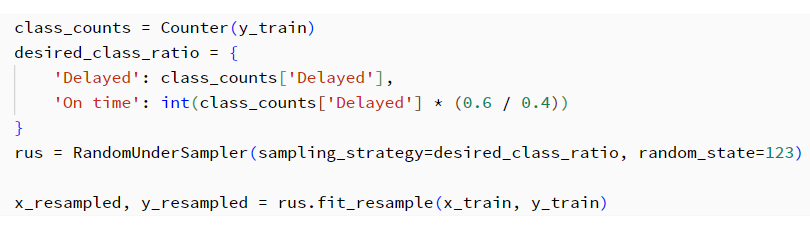 class_counts = Counter(y_train)
desired_class_ratio = {
    'Delayed': class_counts['Delayed'],
    'On time': int(class_counts['Delayed'] * (0.6 / 0.4))
}
rus = RandomUnderSampler(sampling_strategy=desired_class_ratio, random_state=123)

x_resampled, y_resampled = rus.fit_resample(x_train, y_train)